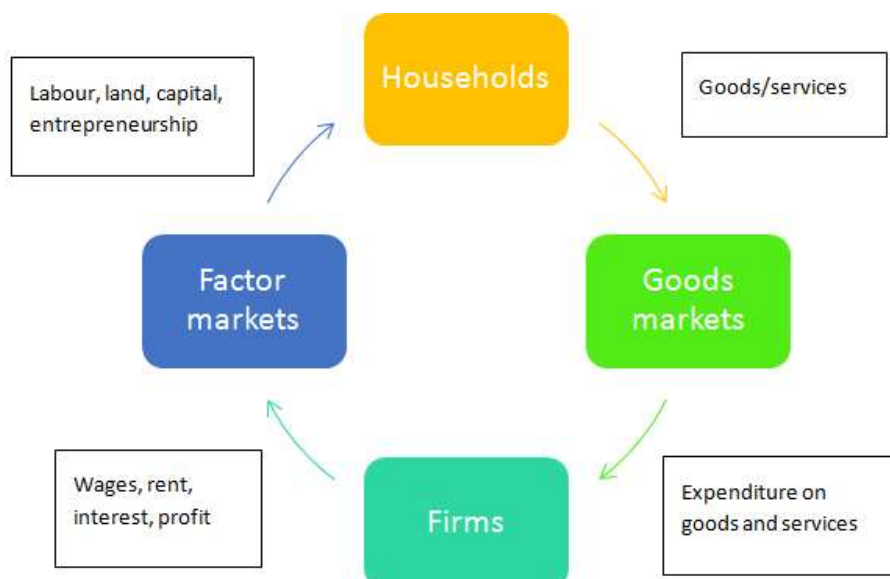 Households
Labour, land, capital,
entrepreneurship
Goods/services
Factor
markets
Goods
markets
Wages, rent,
interest, profit
Firms
Expenditure on
goods and services